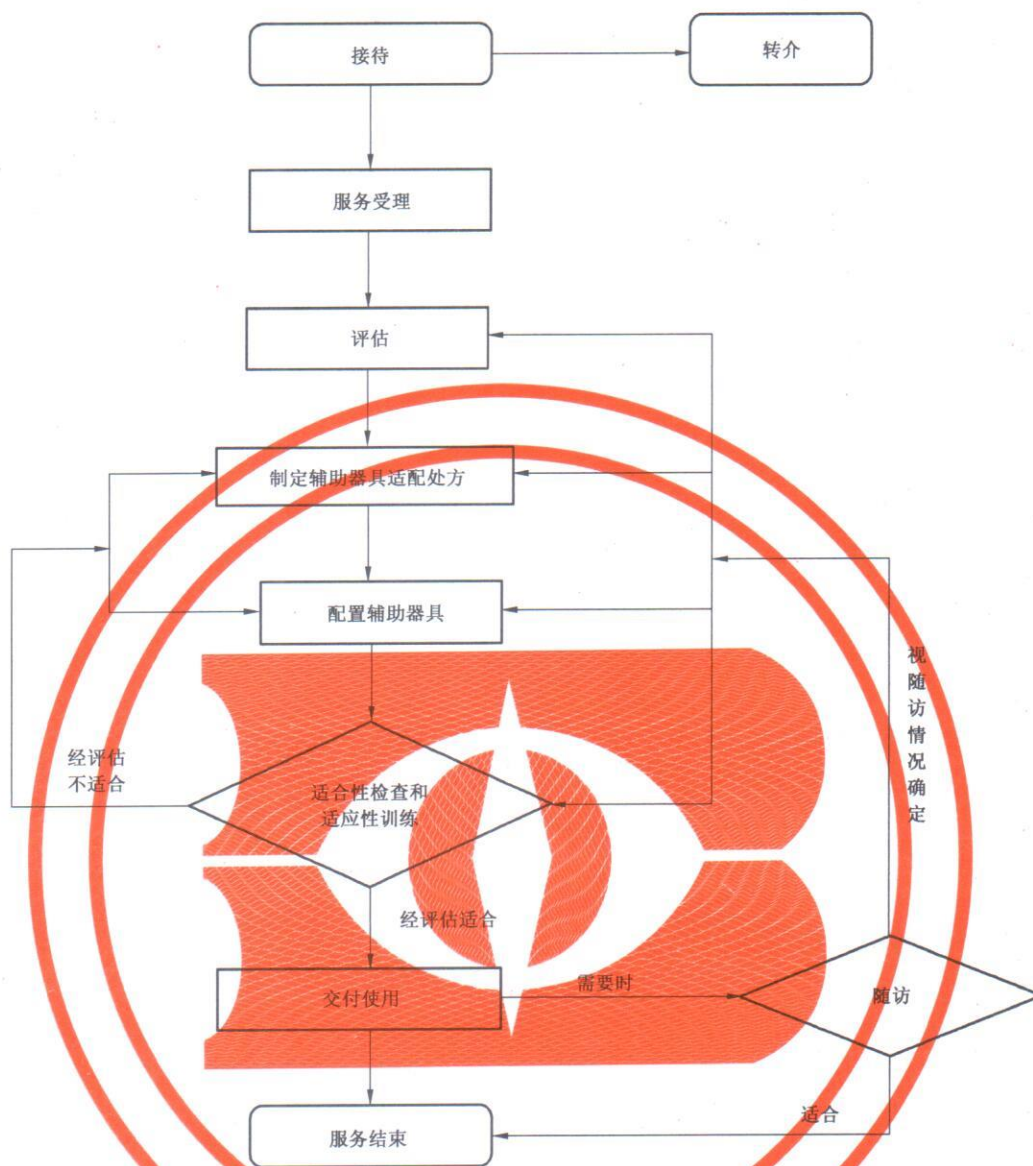 接待
转介
服务受理
评估
制定辅助器具适配处方
配置辅助器具
视随访情况确定
经评估
不适合
适合性检查和
适应性训练
经评估适合
交付使用
需要时
随访
适合
服务结束